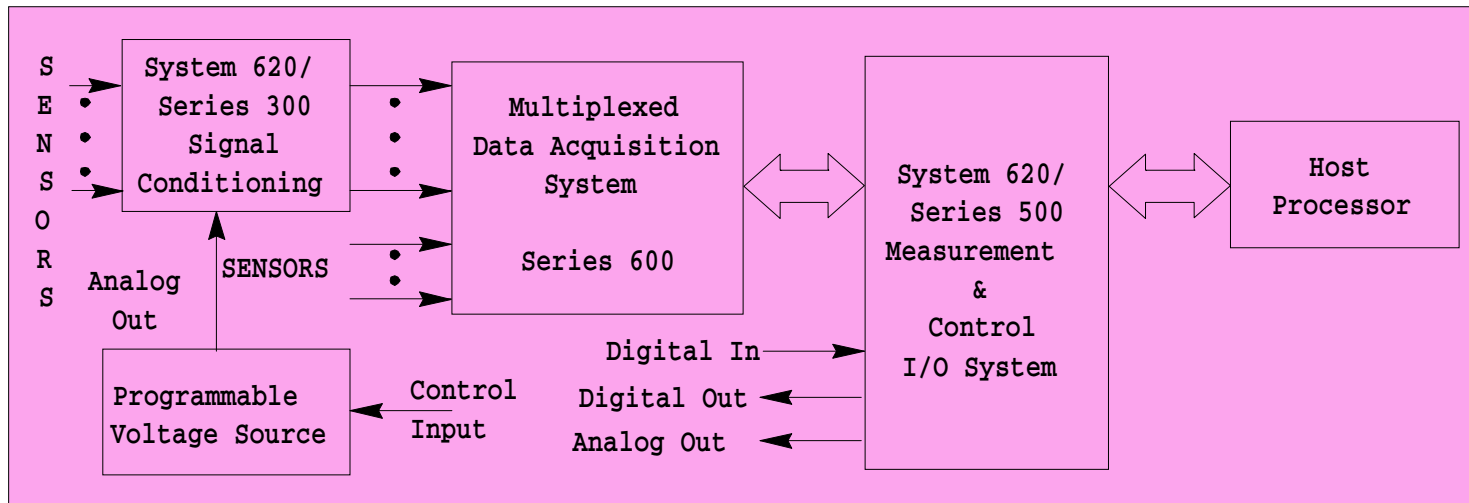 SENSORS
System 620/
Series 300
Signal
Conditioning
Multiplexed
Data Acquisition
System
Series 600
System 620/
Series 500
Measurement
&
Control
I/O System
Host
Processor
SENSORS
Analog
Out
Programmable
Voltage Source
Control
Input
Digital In
Digital Out
Analog Out